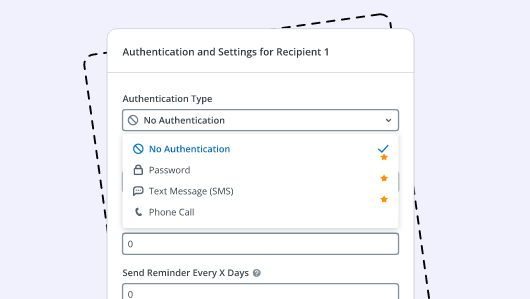 Authentication and Settings for Recipient 1
Authentication Type
No Authentication
No Authentication
Password
Text Message (SMS)
Phone Call
0
Send Reminder Every X Days
0